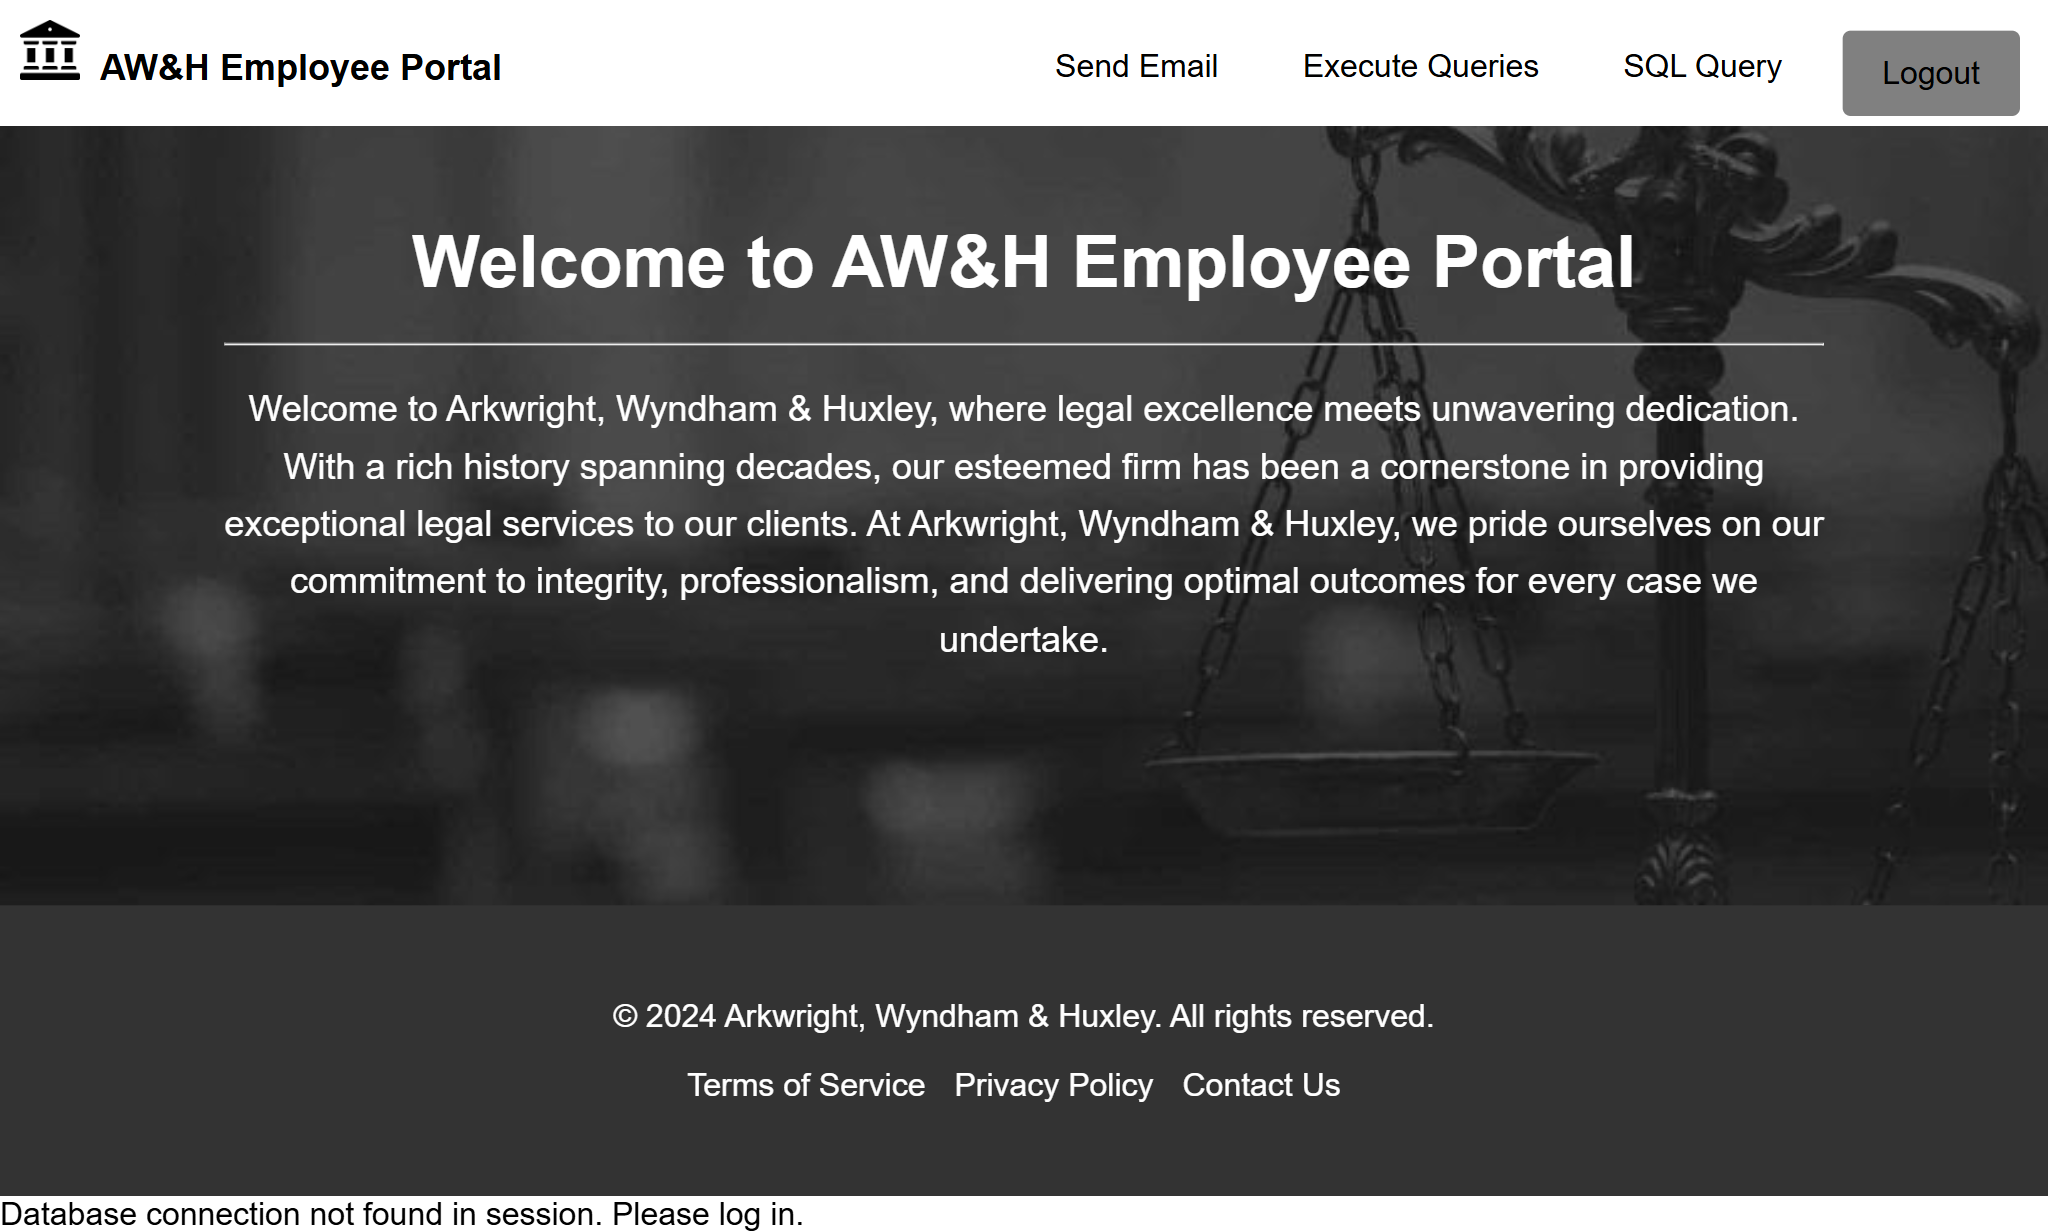 AW&H Employee Portal
Send Email
Execute Queries
SQL Query
Logout
Welcome to AW&H Employee Portal
Welcome to Arkwright, Wyndham & Huxley, where legal excellence meets unwavering dedication.
With a rich history spanning decades, our esteemed firm has been a cornerstone in providing
exceptional legal services to our clients. At Arkwright, Wyndham & Huxley, we pride ourselves on our
commitment to integrity, professionalism, and delivering optimal outcomes for every case we
undertake.
© 2024 Arkwright, Wyndham & Huxley. All rights reserved.
Terms of Service Privacy Policy Contact Us
Database connection not found in session. Please log in.